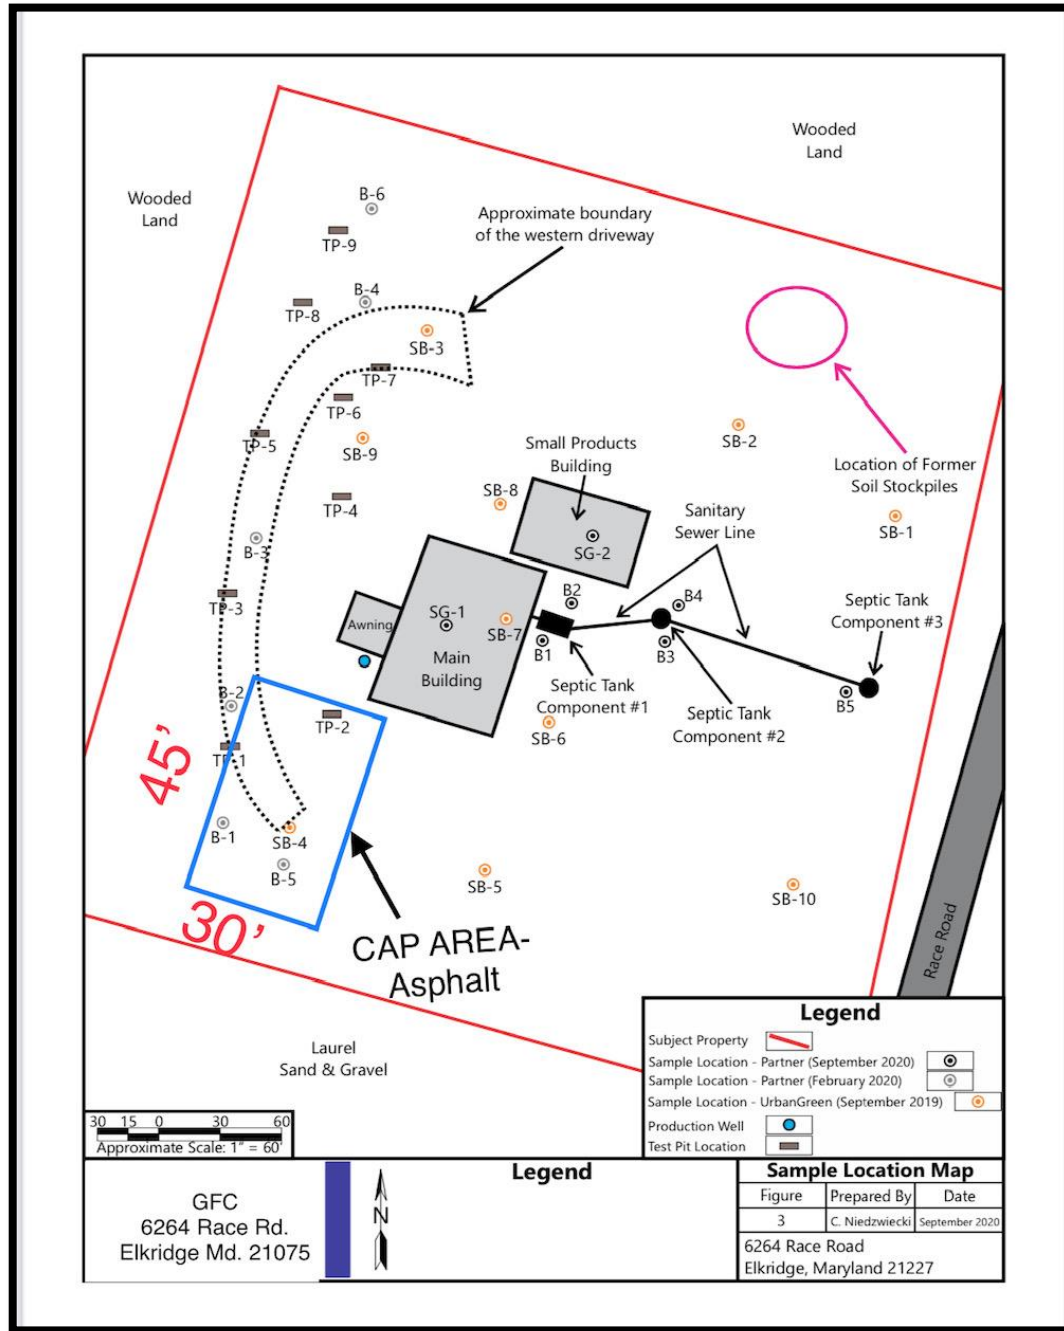 Wooded
Land
Wooded
Land
B-6
Approximate boundary
of the western driveway
TP-9
B-4
TP-8
SB-3
TP-7
TP-6
TP-5
SB-9
SB-2
Small Products
Building
Location of Former
Soil Stockpiles
SB-8
TP-4
Sanitary
Sewer Line
SB-1
B-3
SG-2
TP-3
B2
B4
Septic Tank
Component #3
SG-1
SB-7
Awning
B1
B3
Main
Building
Septic Tank
Component #1
B5
B-2
TP-2
Septic Tank
Component #2
SB-6
TP-1
45'
B-1
SB-4
B-5
SB-5
SB-10
30'
CAP AREA-
Asphalt
Race Road
Laurel
Sand & Gravel
Legend
Subject Property
Sample Location - Partner (September 2020)
Sample Location - Partner (February 2020)
Sample Location - UrbanGreen (September 2019)
Production Well
Test Pit Location
30 15 0 30 60
Approximate Scale: 1" = 60'
GFC
6264 Race Rd.
Elkridge Md. 21075
N
Legend
Sample Location Map
Figure Prepared By Date
3 C. Niedzwiecki September 2020
6264 Race Road
Elkridge, Maryland 21227